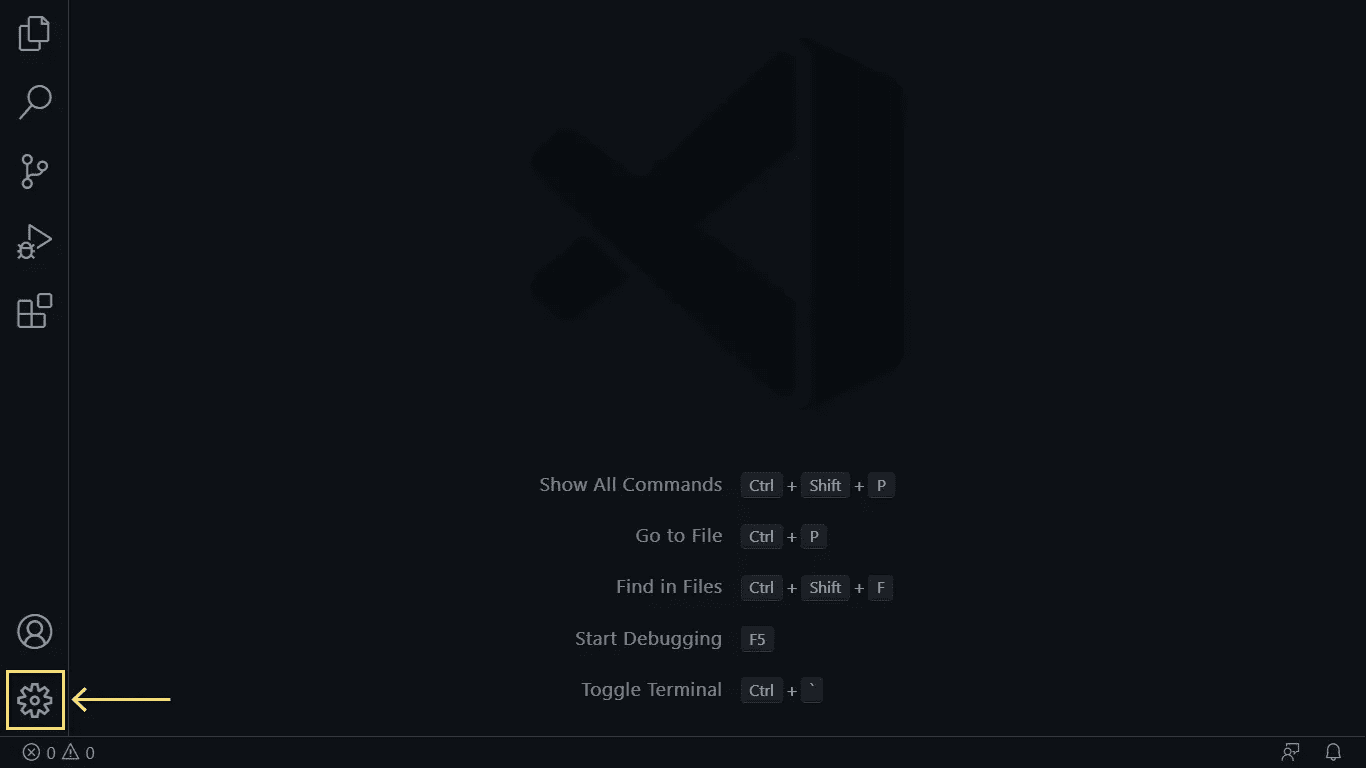 Show All Commands Ctrl + Shift + P
Go to File Ctrl + P
Find in Files Ctrl + Shift + F
Start Debugging F5
Toggle Terminal Ctrl + `
0 0